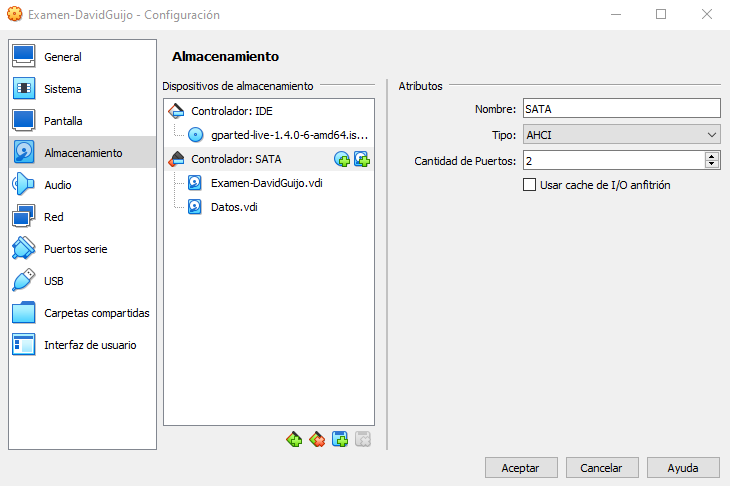 Examen-DavidGuijo - Configuración
General
Sistema
Pantalla
Almacenamiento
Audio
Red
Puertos serie
USB
Carpetas compartidas
Interfaz de usuario
Almacenamiento
Dispositivos de almacenamiento
Controlador: IDE
gparted-live-1.4.0-6-amd64.is...
Controlador: SATA
Examen-DavidGuijo.vdi
Datos.vdi
Atributos
Nombre: SATA
Tipo: AHCI
Cantidad de Puertos: 2
Usar cache de I/O anfitrión
Aceptar Cancelar Ayuda